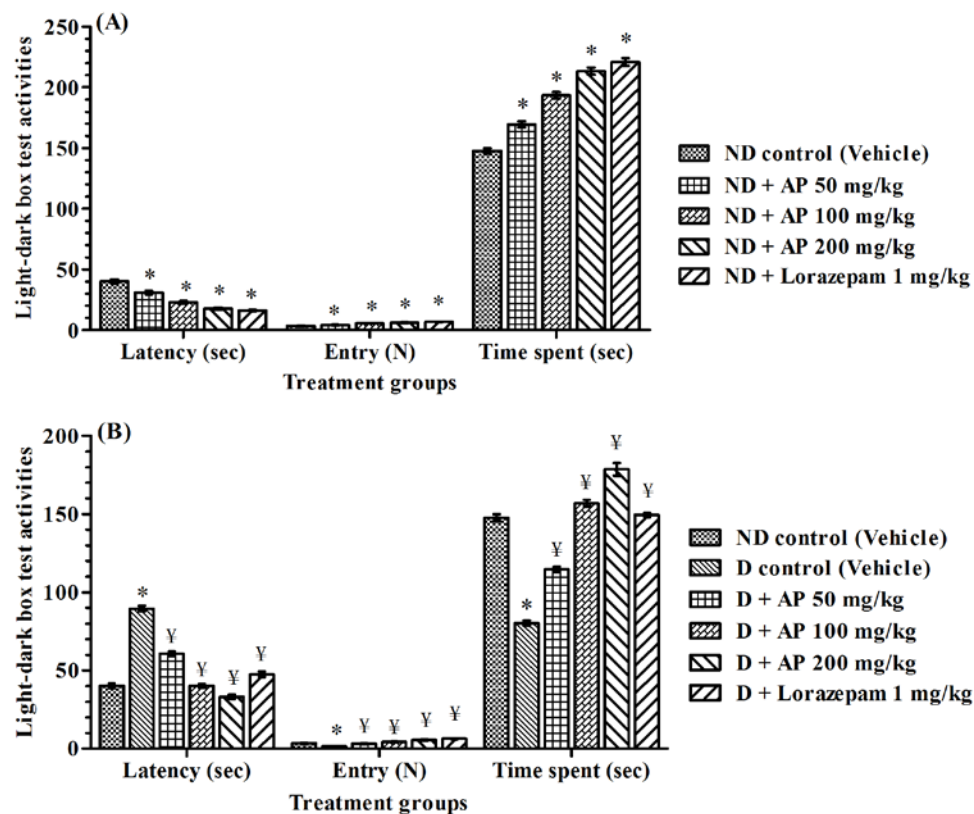 (A)
Light-dark box test activities
250
200
150
100
50
0
* * * *
* * * *
* * * *
Latency (sec) Entry (N) Time spent (sec)
Treatment groups
ND control (Vehicle)
ND + AP 50 mg/kg
ND + AP 100 mg/kg
ND + AP 200 mg/kg
ND + Lorazepam 1 mg/kg
(B)
Light-dark box test activities
200
150
100
50
0
* ¥ ¥ ¥ ¥
* ¥ ¥ ¥ ¥
* ¥ ¥ ¥ ¥
Latency (sec) Entry (N) Time spent (sec)
Treatment groups
ND control (Vehicle)
D control (Vehicle)
D + AP 50 mg/kg
D + AP 100 mg/kg
D + AP 200 mg/kg
D + Lorazepam 1 mg/kg